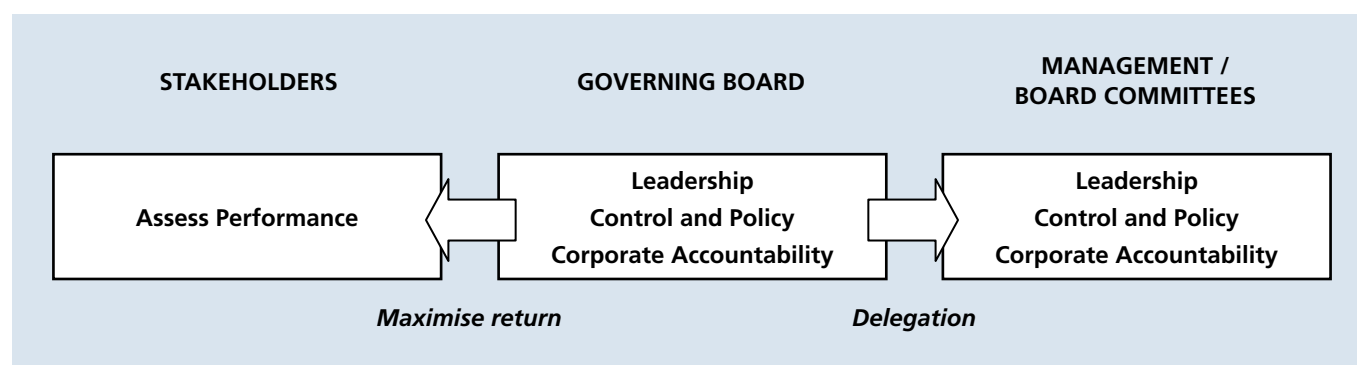 STAKEHOLDERS
GOVERNING BOARD
MANAGEMENT /
BOARD COMMITTEES
Assess Performance
Leadership
Control and Policy
Corporate Accountability
Leadership
Control and Policy
Corporate Accountability
Maximise return
Delegation